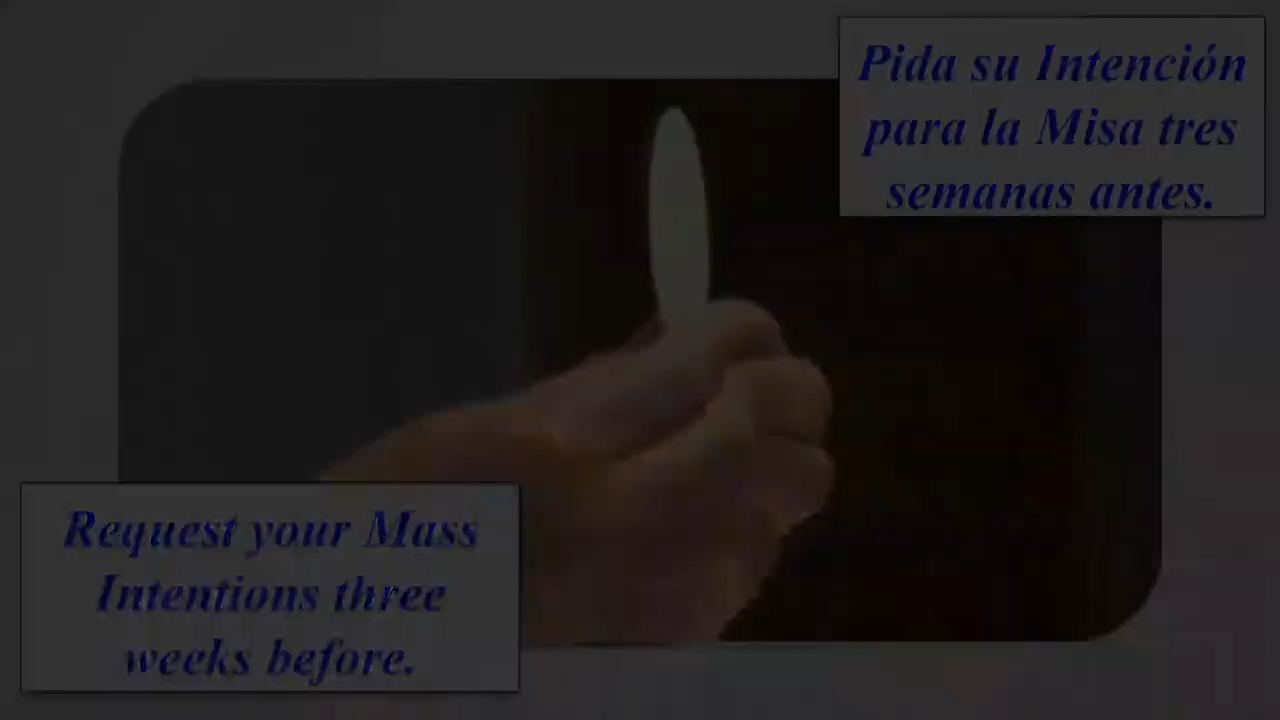 Pida su Intención
para la Misa tres
semanas antes.
Request your Mass
Intentions three
weeks before.